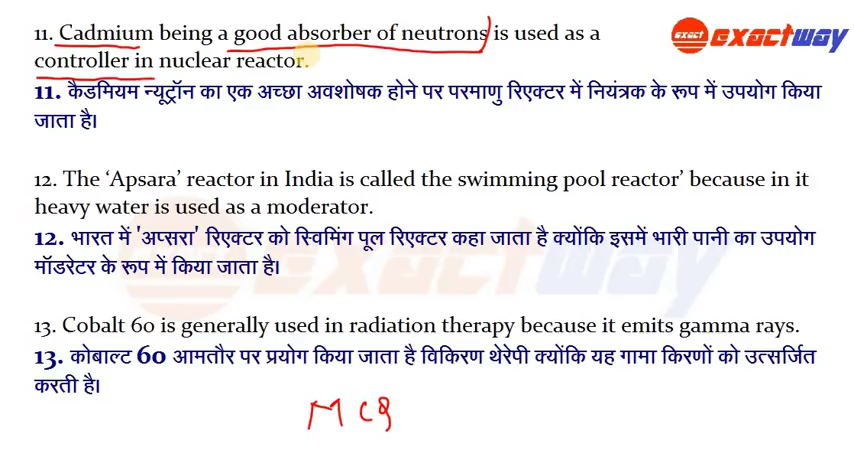 11. Cadmium being a good absorber of neutrons is used as a
exactway
exact
controller in nuclear reactor.
11. कैडमियम न्यूट्रॉन का एक अच्छा अवशोषक होने पर परमाणु रिएक्टर में नियंत्रक के रूप में उपयोग किया
जाता है।
12. The ‘Apsara’ reactor in India is called the swimming pool reactor’ because in it
heavy water is used as a moderator.
12. भारत में 'अप्सरा' रिएक्टर को स्विमिंग पूल रिएक्टर कहा जाता है क्योंकि इसमें भारी पानी का उपयोग
मॉडरेटर के रूप में किया जाता है।
exactway
13. Cobalt 60 is generally used in radiation therapy because it emits gamma rays.
13. कोबाल्ट 60 आमतौर पर प्रयोग किया जाता है विकिरण थेरेपी क्योंकि यह गामा किरणों को उत्सर्जित
करती है।
MCQ